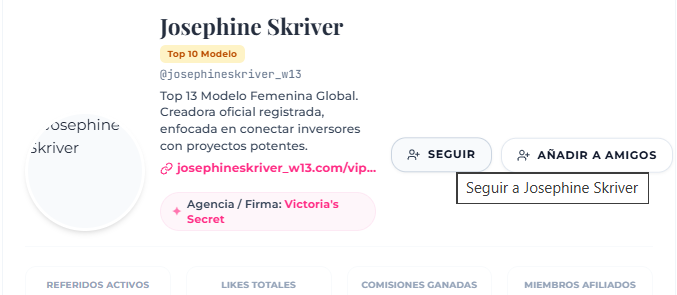 Josephine Skriver
Top 10 Modelo
@josephineskriver_w13
Top 13 Modelo Femenina Global.
Creadora oficial registrada,
enfocada en conectar inversores
con proyectos potentes.
josephineskriver_w13.com/vip...
Agencia / Firma: Victoria's
Secret
Josephine
Skriver
SEGUIR
AÑADIR A AMIGOS
Seguir a Josephine Skriver
REFERIDOS ACTIVOS
LIKES TOTALES
COMISIONES GANADAS
MIEMBROS AFILIADOS